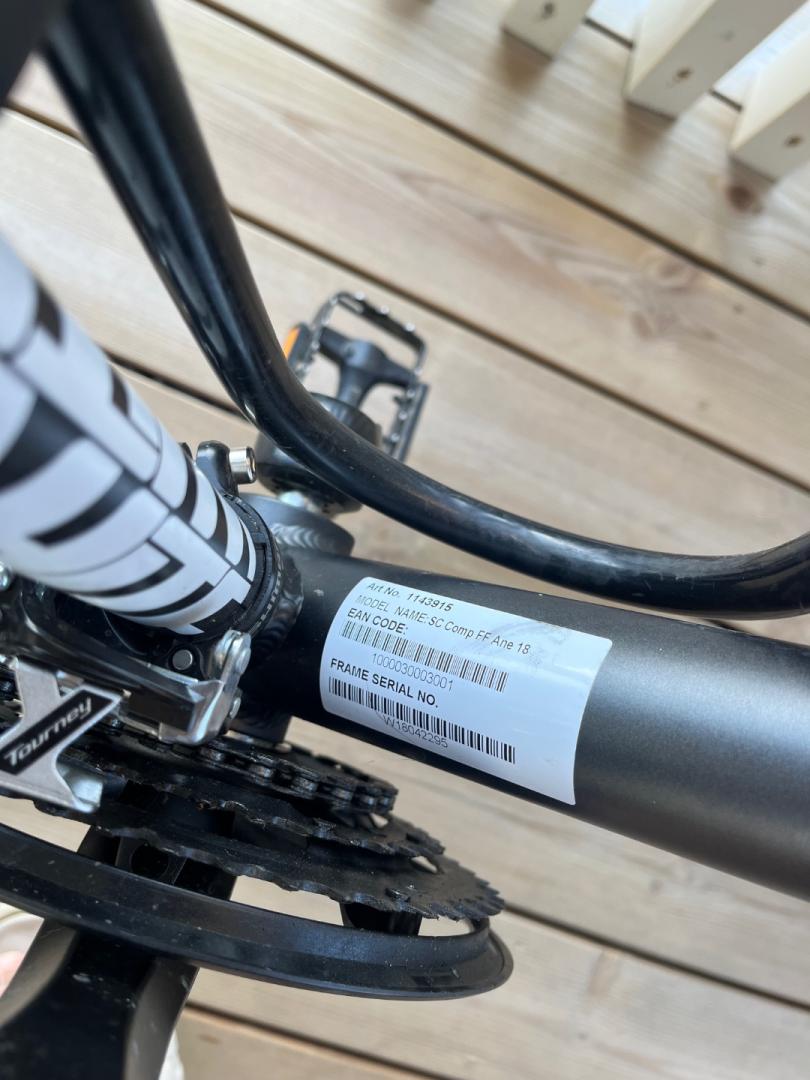 Art No. 1143915
MODEL NAME:SC Comp FF Ane 18
EAN CODE:
1000030003001
FRAME SERIAL NO.
W18042295
Tourney